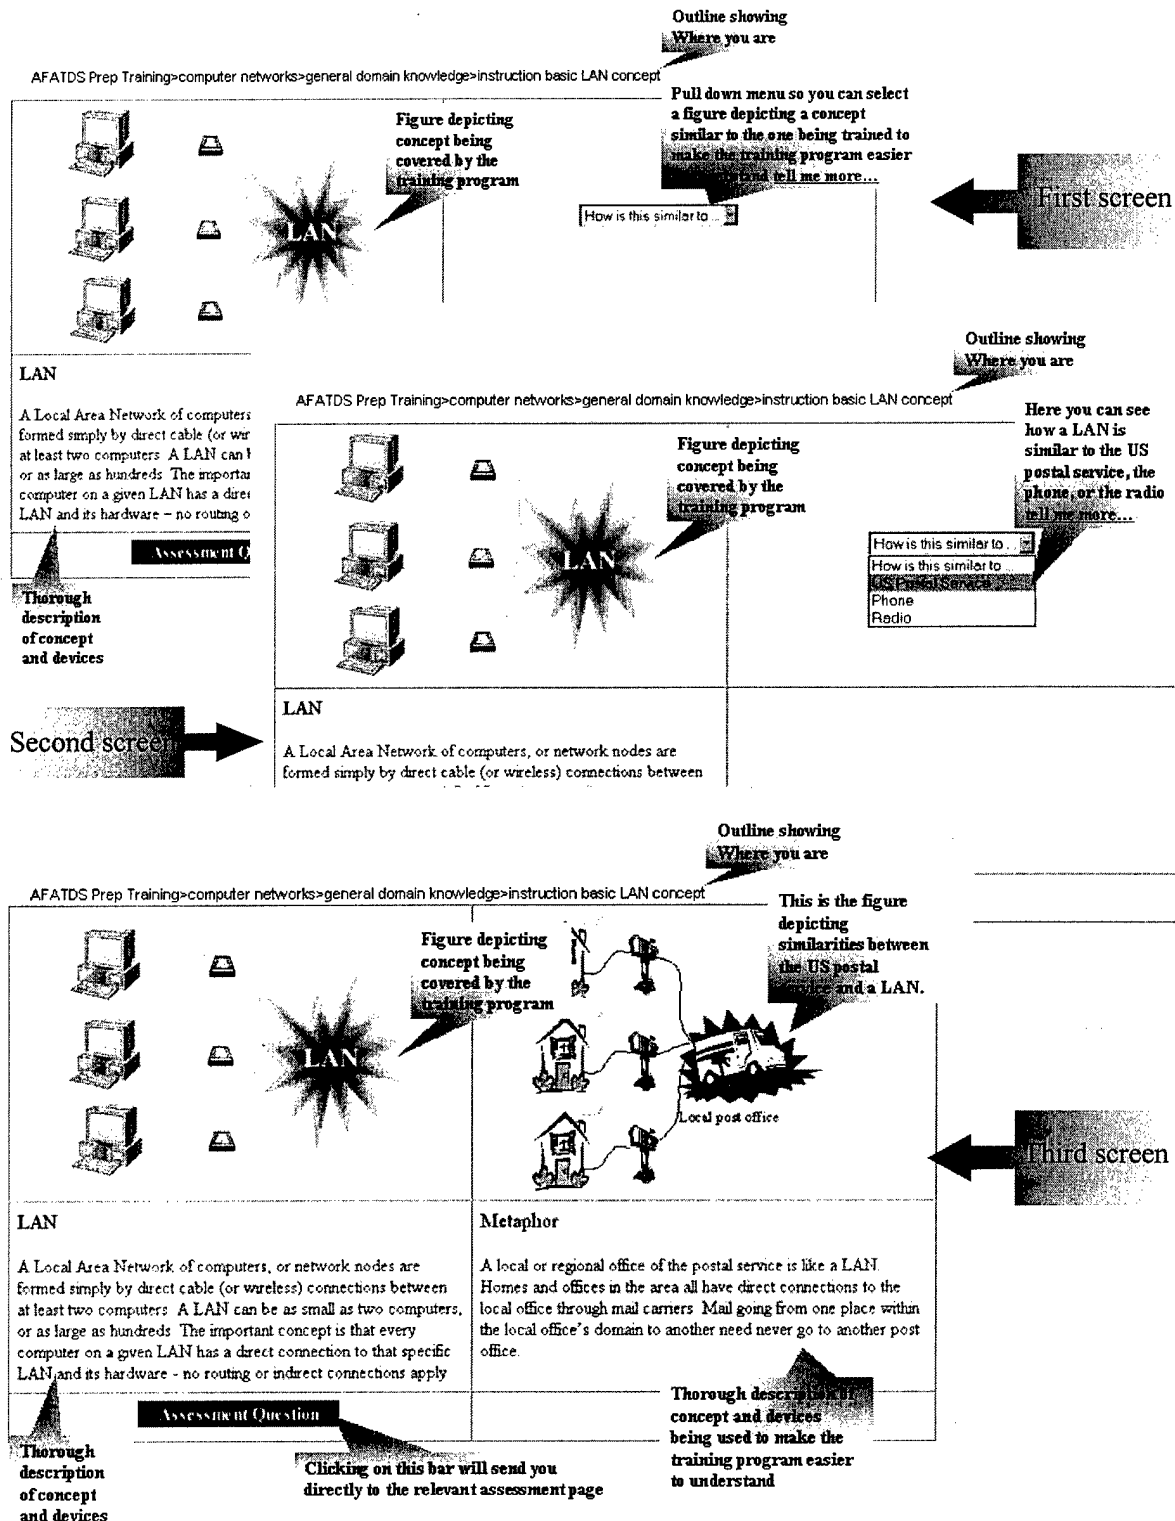 Outline showing
Where you are
AFATDS Prep Training>computer networks>general domain knowledge>instruction basic LAN concept
Figure depicting
concept being
covered by the
training program
Pull down menu so you can select
a figure depicting a concept
similar to the one being trained to
make the training program easier
tell me more...
How is this similar to ...
LAN
First screen
LAN
A Local Area Network of computers
formed simply by direct cable (or wir
at least two computers A LAN can
or as large as hundreds The importa
computer on a given LAN has a dire
LAN and its hardware – no routing o
Assessment Q
Thorough
description
of concept
and devices
Outline showing
Where you are
AFATDS Prep Training>computer networks>general domain knowledge>instruction basic LAN concept
Figure depicting
concept being
covered by the
training program
Here you can see
how a LAN is
similar to the US
postal service, the
phone, or the radio
tell me more...
LAN
How is this similar to ...
How is this similar to ...
US Postal Service
Phone
Radio
Second screen
LAN
A Local Area Network of computers, or network nodes are
formed simply by direct cable (or wireless) connections between
Outline showing
Where you are
AFATDS Prep Training>computer networks>general domain knowledge>instruction basic LAN concept
Figure depicting
concept being
covered by the
training program
This is the figure
depicting
similarities between
the US postal
service and a LAN.
LAN
Local post office
Third screen
LAN
A Local Area Network of computers, or network nodes are
formed simply by direct cable (or wireless) connections between
at least two computers A LAN can be as small as two computers,
or as large as hundreds The important concept is that every
computer on a given LAN has a direct connection to that specific
LAN and its hardware - no routing or indirect connections apply
Metaphor
A local or regional office of the postal service is like a LAN.
Homes and offices in the area all have direct connections to the
local office through mail carriers Mail going from one place within
the local office's domain to another need never go to another post
office.
Assessment Question
Thorough
description
of concept
and devices
Clicking on this bar will send you
directly to the relevant assessment page
Thorough description of
concept and devices
being used to make the
training program easier
to understand